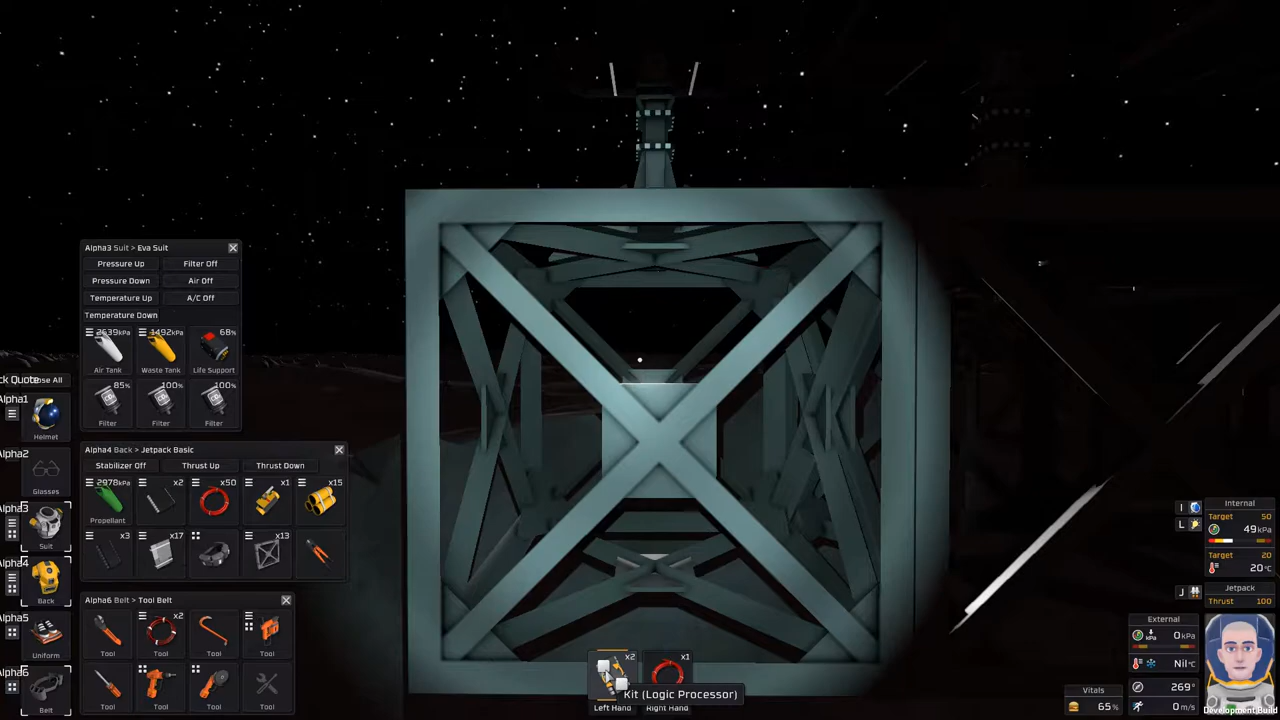 Alpha3 Suit > Eva Suit
Pressure Up
Filter Off
Pressure Down
Air Off
Temperature Up
A/C Off
Temperature Down
2639kPa
Air Tank
1492kPa
Waste Tank
68%
Life Support
85%
Filter
100%
Filter
100%
Filter
Alpha4 Back > Jetpack Basic
Stabilizer Off
Thrust Up
Thrust Down
2978kPa
Propellant
x2
x50
x1
x15
x3
x17
x13
Alpha6 Belt > Tool Belt
Tool
x2
Tool
Tool
Tool
Tool
Tool
Tool
Tool
Alpha1
Helmet
Alpha2
Glasses
Alpha3
Suit
Alpha4
Back
Alpha5
Uniform
Alpha6
Belt
x2
Left Hand
x1
Right Hand
Kit (Logic Processor)
I
L
Internal
Target 50
49kPa
Target 20
20°C
J
Jetpack
Thrust 100
External
0kPa
Nil°C
269°
0m/s
Vitals
65%
Development Build